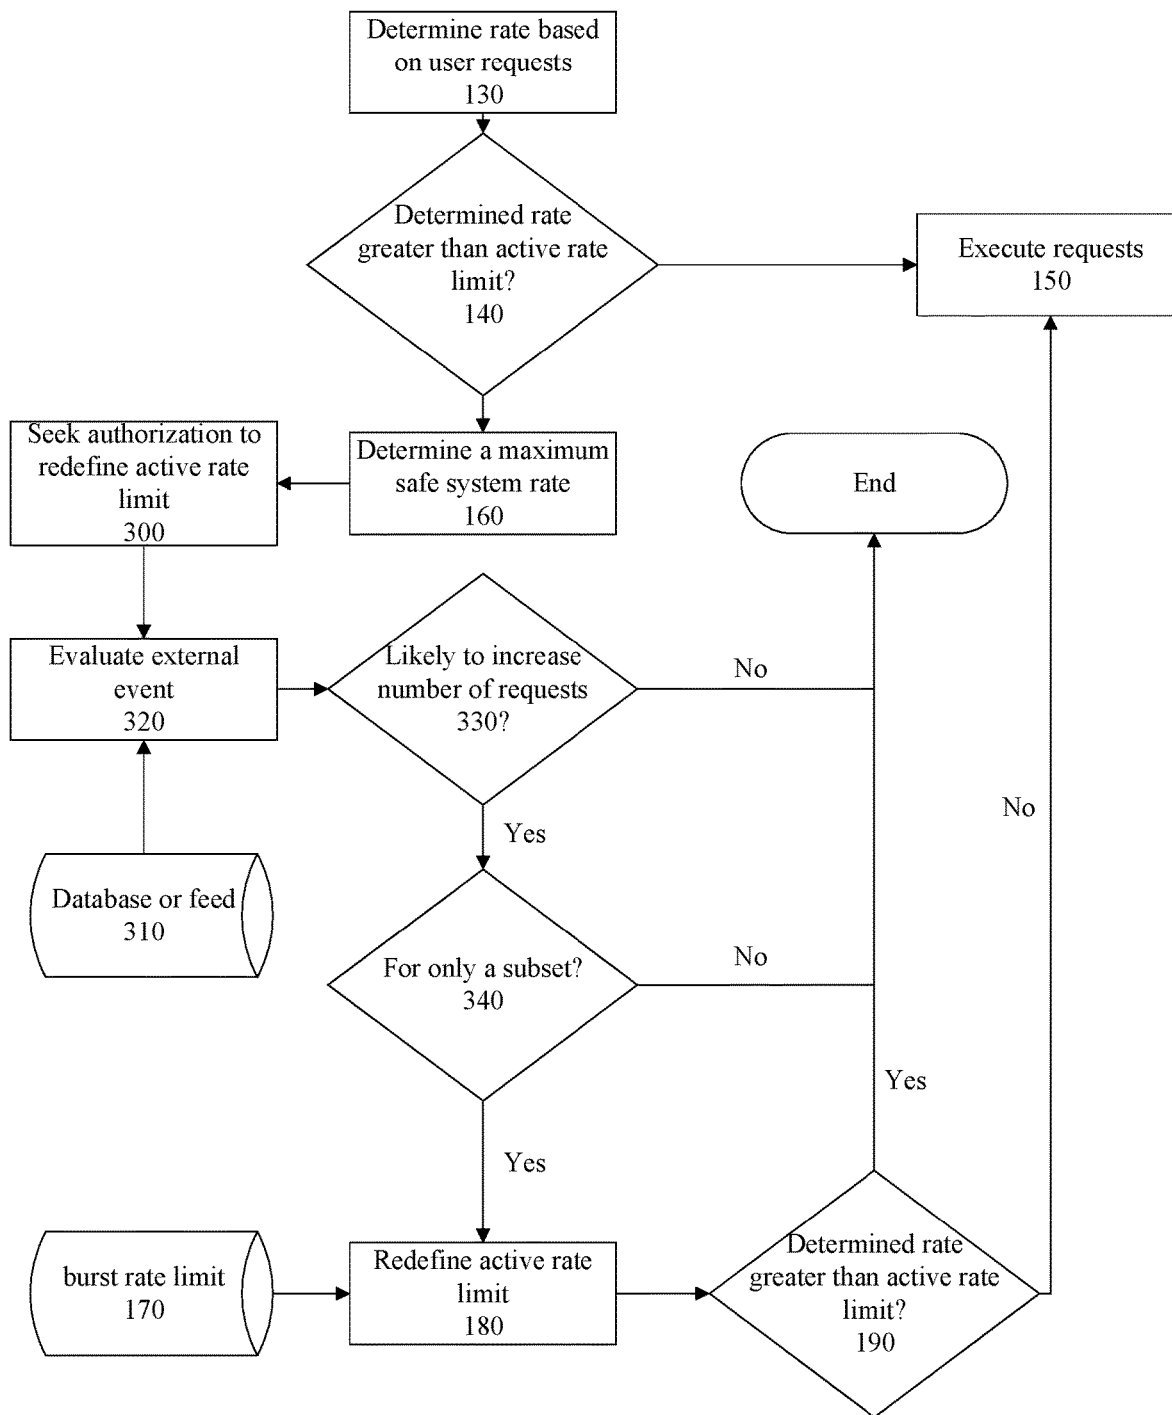 Determine rate based
on user requests
130
Determined rate
greater than active rate
limit?
140
Execute requests
150
Seek authorization to
redefine active rate
limit
300
Determine a maximum
safe system rate
160
End
Evaluate external
event
320
Likely to increase
number of requests
330?
No
Yes
No
Database or feed
310
For only a subset?
340
No
Yes
Yes
burst rate limit
170
Redefine active rate
limit
180
Determined rate
greater than active rate
limit?
190